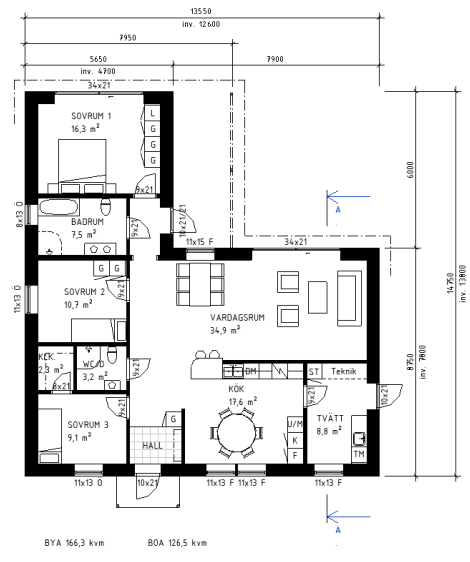 13550
inv. 12600
7950
5650
7900
inv. 4700
34x21
SOVRUM 1
16,3 m²
L
G
G
G
9x21
6000
8x13 Ö
BADRUM
7,5 m²
9x21
10x21/21
A
11x15 F
34x21
14750
inv. 13800
G G
SOVRUM 2
10,7 m²
9x21
11x13 Ö
VARDAGSRUM
34,9 m²
8750
inv. 7800
KLK.
2,3 m²
8x21
WC/D
3,2 m²
9x21
DM
ST
Teknik
KÖK
17,6 m²
9x21
10x21
SOVRUM 3
9,1 m²
9x21
G
HALL
U/M
K
F
TVÄTT
8,8 m²
TM
11x13 Ö
10x21
11x13 F
11x13 F
11x13 F
A
BYA 166,3 kvm
BOA 126,5 kvm